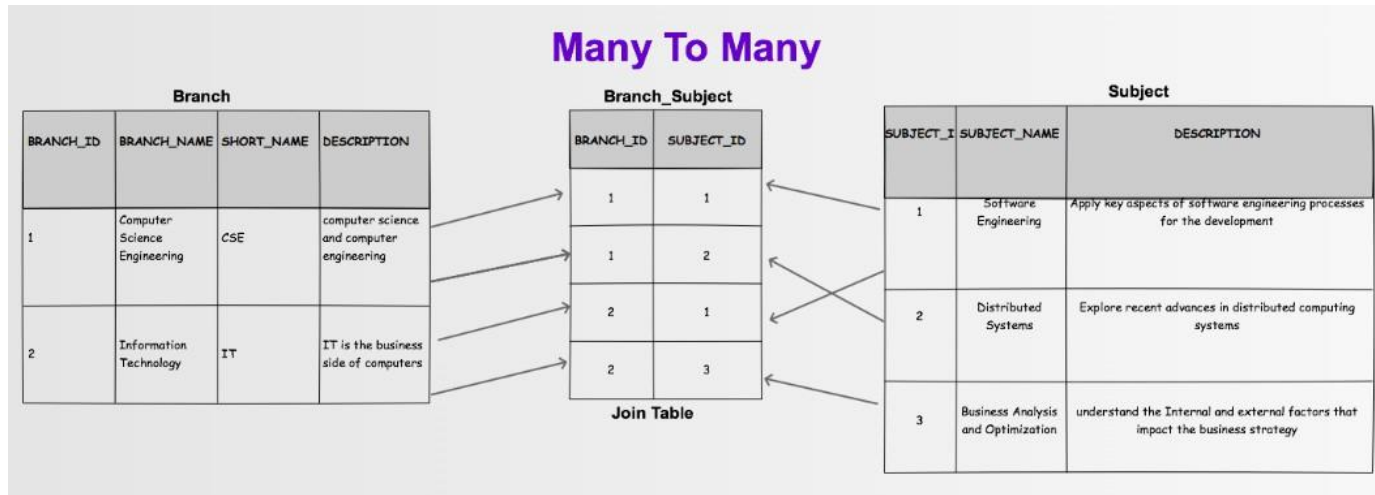 Many To Many
Branch
BRANCH_ID BRANCH_NAME SHORT_NAME DESCRIPTION
1
Computer
Science
Engineering
CSE
computer science
and computer
engineering
2
Information
Technology
IT
IT is the business
side of computers
Branch_Subject
BRANCH_ID SUBJECT_ID
1 1
1 2
2 1
2 3
Join Table
Subject
SUBJECT_I SUBJECT_NAME DESCRIPTION
1
Software
Engineering
Apply key aspects of software engineering processes
for the development
2
Distributed
Systems
Explore recent advances in distributed computing
systems
3
Business Analysis
and Optimization
understand the Internal and external factors that
impact the business strategy